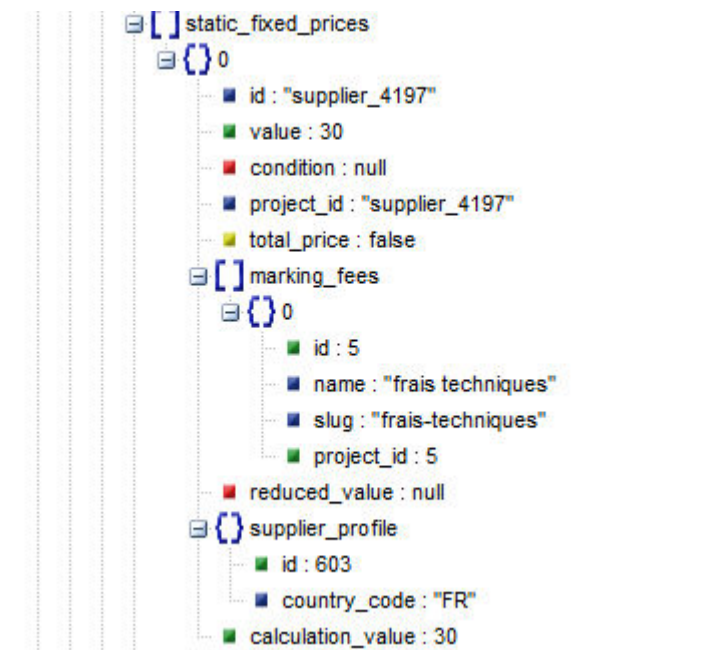 [ ] static_fixed_prices
{} 0
id : "supplier_4197"
value : 30
condition : null
project_id : "supplier_4197"
total_price : false
[ ] marking_fees
{} 0
id : 5
name : "frais techniques"
slug : "frais-techniques"
project_id : 5
reduced_value : null
{} supplier_profile
id : 603
country_code : "FR"
calculation_value : 30